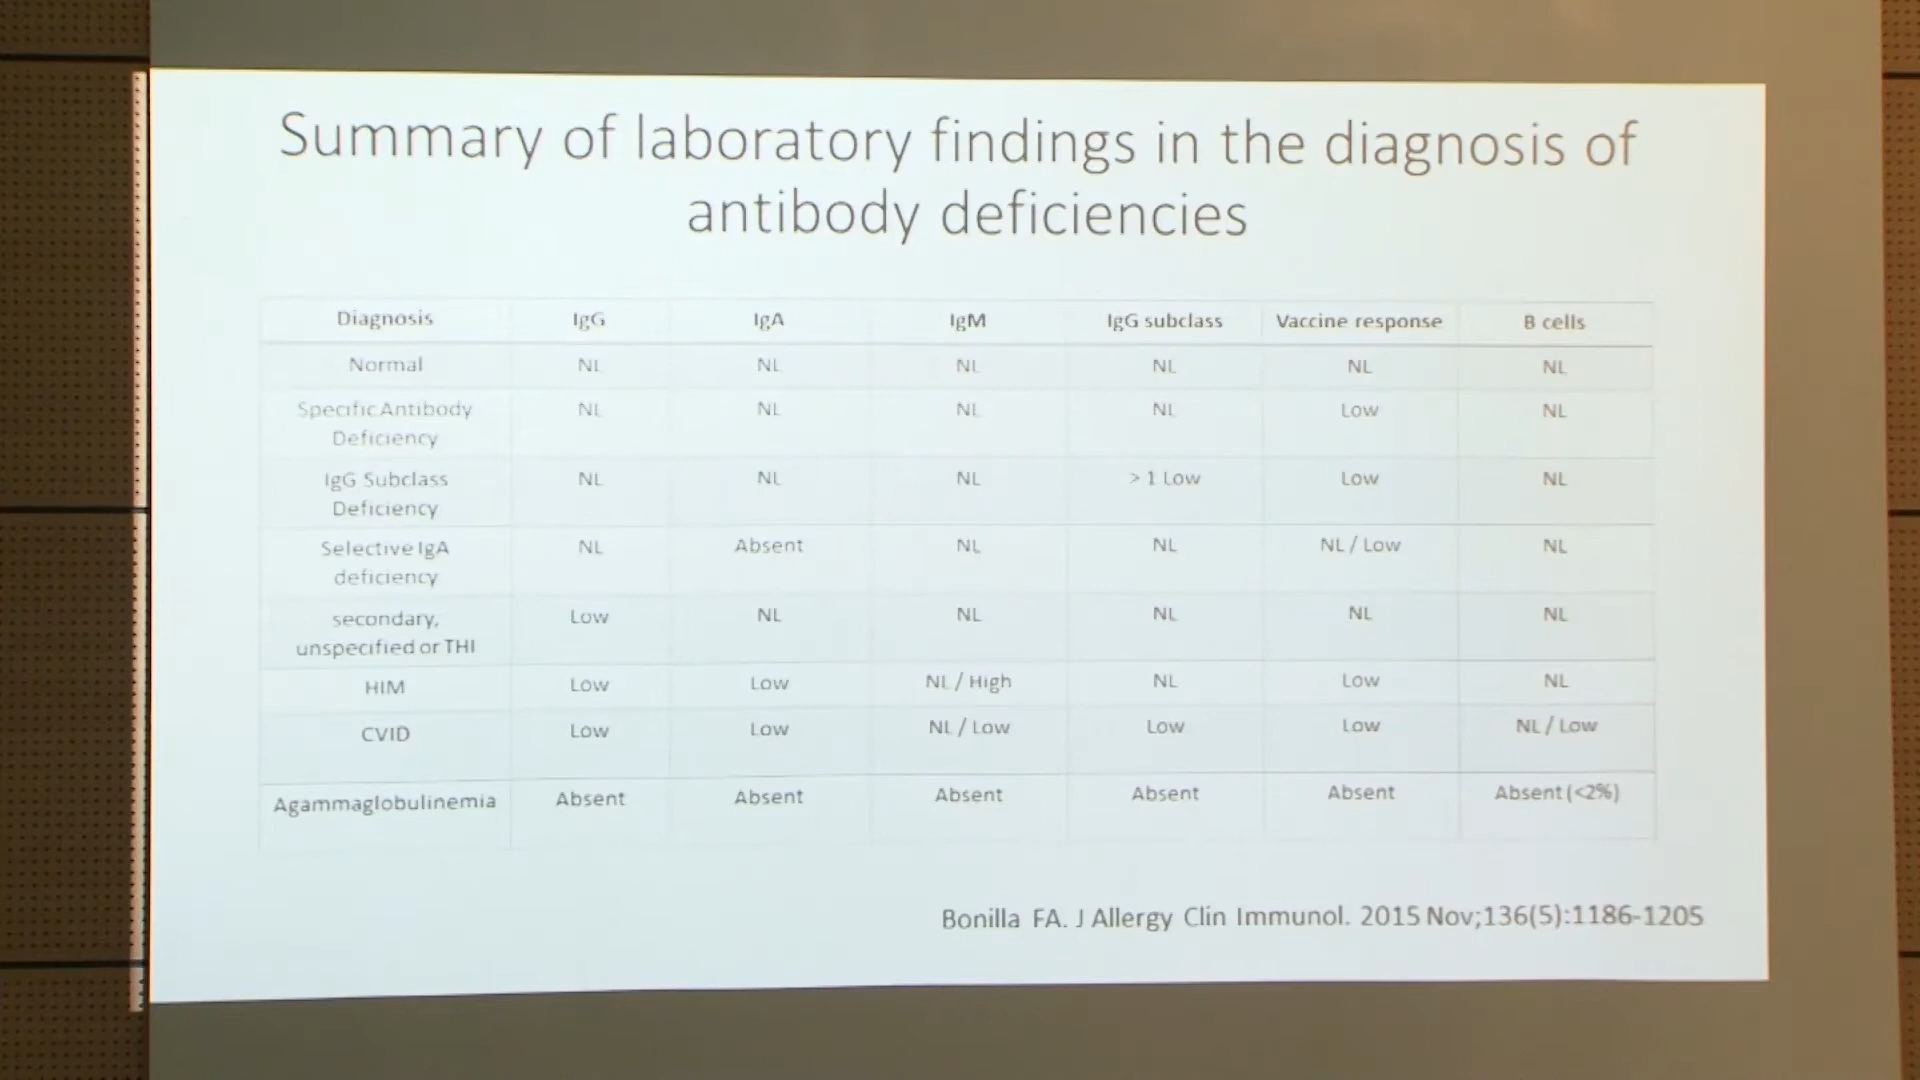 Summary of laboratory findings in the diagnosis of
antibody deficiencies
Diagnosis IgG IgA IgM IgG subclass Vaccine response B cells
Normal NL NL NL NL NL NL
Specific Antibody Deficiency NL NL NL NL Low NL
IgG Subclass Deficiency NL NL NL > 1 Low Low NL
Selective IgA deficiency NL Absent NL NL NL / Low NL
secondary, unspecified or THI Low NL NL NL NL NL
HIM Low Low NL / High NL Low NL
CVID Low Low NL / Low Low Low NL / Low
Agammaglobulinemia Absent Absent Absent Absent Absent Absent (<2%)
Bonilla FA. J Allergy Clin Immunol. 2015 Nov;136(5):1186-1205